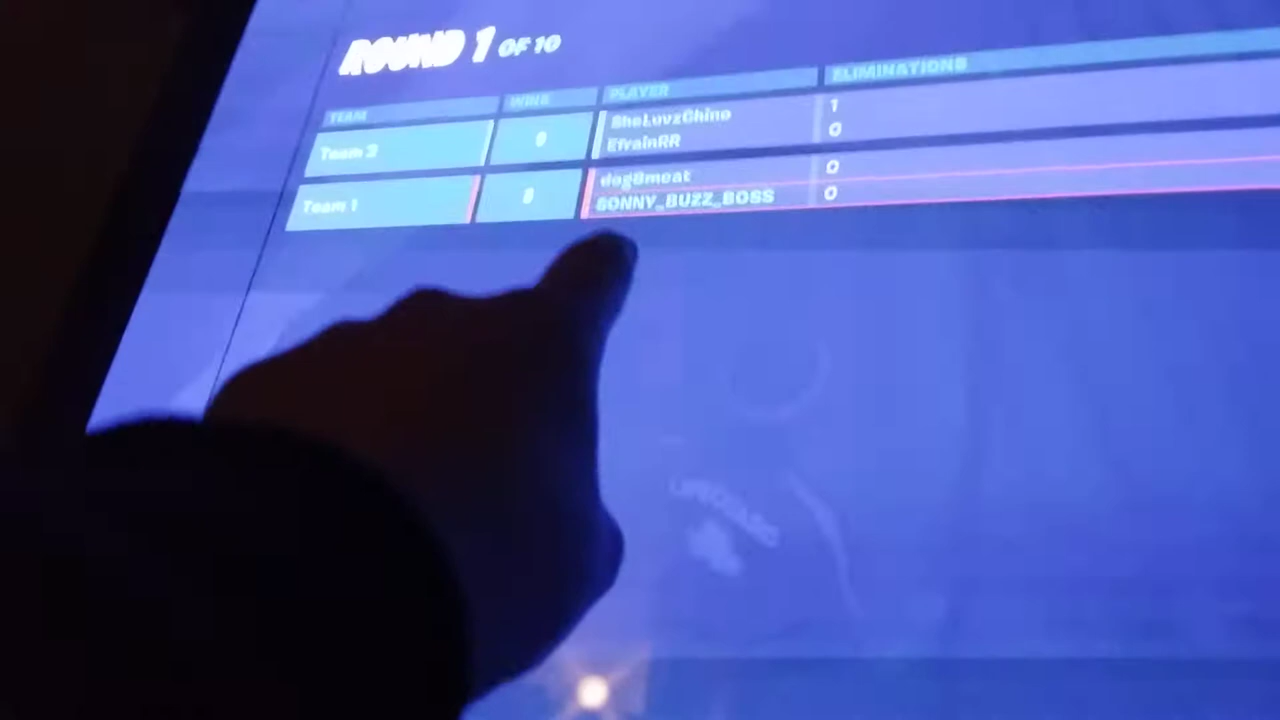 ROUND 1 OF 10
TEAM WINS PLAYER ELIMINATIONS
SheLuvzChino 1
Team 2 0 EfrainRR 0
dog8meat 0
Team 1 0 SONNY_BUZZ_BOSS 0
LIFEGUARD